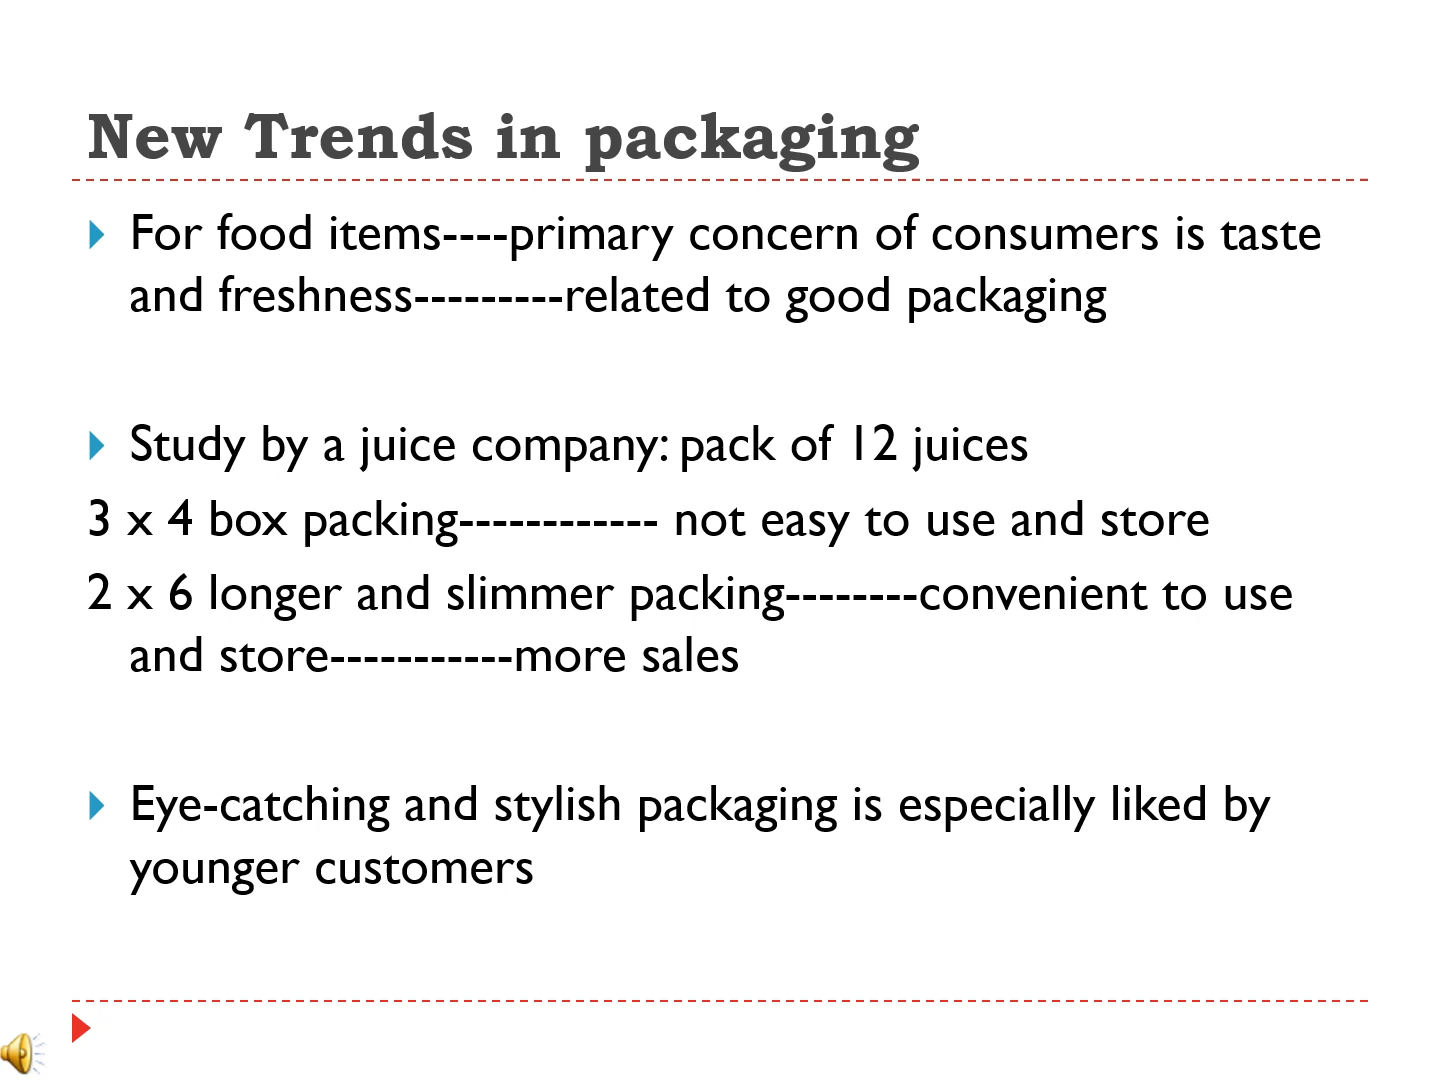 New Trends in packaging
For food items----primary concern of consumers is taste
and freshness---------related to good packaging
Study by a juice company: pack of 12 juices
3 x 4 box packing------------ not easy to use and store
2 x 6 longer and slimmer packing--------convenient to use
and store-----------more sales
Eye-catching and stylish packaging is especially liked by
younger customers